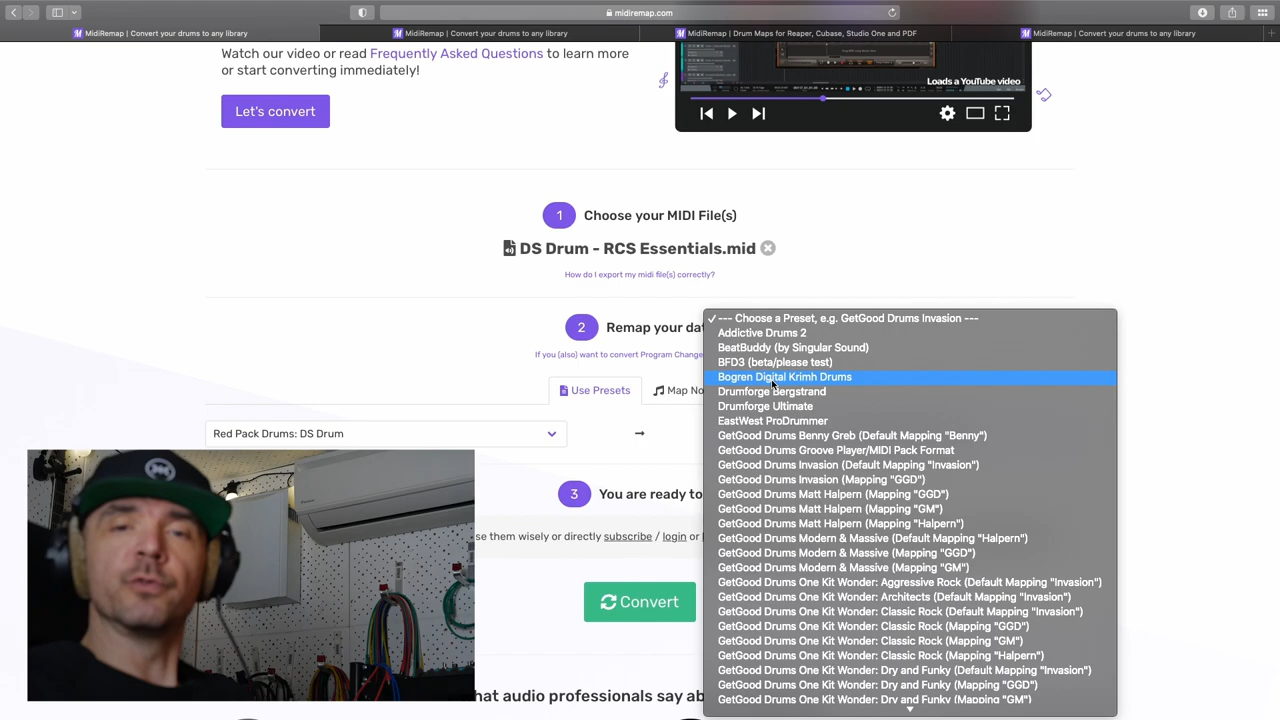 midiremap.com
MidiRemap | Convert your drums to any library
MidiRemap | Convert your drums to any library
MidiRemap | Drum Maps for Reaper, Cubase, Studio One and PDF
MidiRemap | Convert your drums to any library
Watch our video or read Frequently Asked Questions to learn more
or start converting immediately!
Let's convert
Loads a YouTube video
1 Choose your MIDI File(s)
DS Drum - RCS Essentials.mid
How do I export my midi file(s) correctly?
2 Remap your dat
If you (also) want to convert Program Change
Use Presets
Map No
Red Pack Drums: DS Drum
→
3 You are ready to
se them wisely or directly subscribe / login or
Convert
hat audio professionals say ab
✓ --- Choose a Preset, e.g. GetGood Drums Invasion ---
Addictive Drums 2
BeatBuddy (by Singular Sound)
BFD3 (beta/please test)
Bogren Digital Krimh Drums
Drumforge Bergstrand
Drumforge Ultimate
EastWest ProDrummer
GetGood Drums Benny Greb (Default Mapping "Benny")
GetGood Drums Groove Player/MIDI Pack Format
GetGood Drums Invasion (Default Mapping "Invasion")
GetGood Drums Invasion (Mapping "GGD")
GetGood Drums Matt Halpern (Mapping "GGD")
GetGood Drums Matt Halpern (Mapping "GM")
GetGood Drums Matt Halpern (Mapping "Halpern")
GetGood Drums Modern & Massive (Default Mapping "Halpern")
GetGood Drums Modern & Massive (Mapping "GGD")
GetGood Drums Modern & Massive (Mapping "GM")
GetGood Drums One Kit Wonder: Aggressive Rock (Default Mapping "Invasion")
GetGood Drums One Kit Wonder: Architects (Default Mapping "Invasion")
GetGood Drums One Kit Wonder: Classic Rock (Default Mapping "Invasion")
GetGood Drums One Kit Wonder: Classic Rock (Mapping "GGD")
GetGood Drums One Kit Wonder: Classic Rock (Mapping "GM")
GetGood Drums One Kit Wonder: Classic Rock (Mapping "Halpern")
GetGood Drums One Kit Wonder: Dry and Funky (Default Mapping "Invasion")
GetGood Drums One Kit Wonder: Dry and Funky (Mapping "GGD")
GetGood Drums One Kit Wonder: Dry and Funky (Mapping "GM")